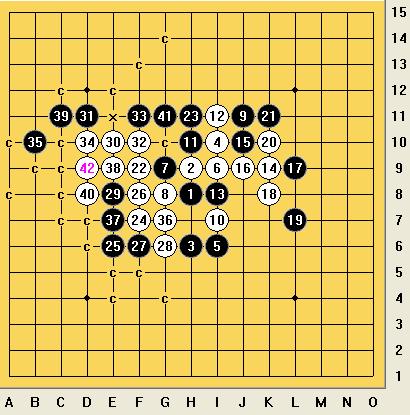 15
c 14
c 13
c c 12
39 31 × 33 41 23 12 9 21 11
c 35 34 30 32 c 11 4 15 20 10
c c 42 38 22 7 2 6 16 14 17 9
c c 40 29 26 8 1 13 18 8
c c 37 24 36 10 19 7
c 25 27 28 3 5 6
c c 5
c c 4
3
2
1
A B C D E F G H I J K L M N O